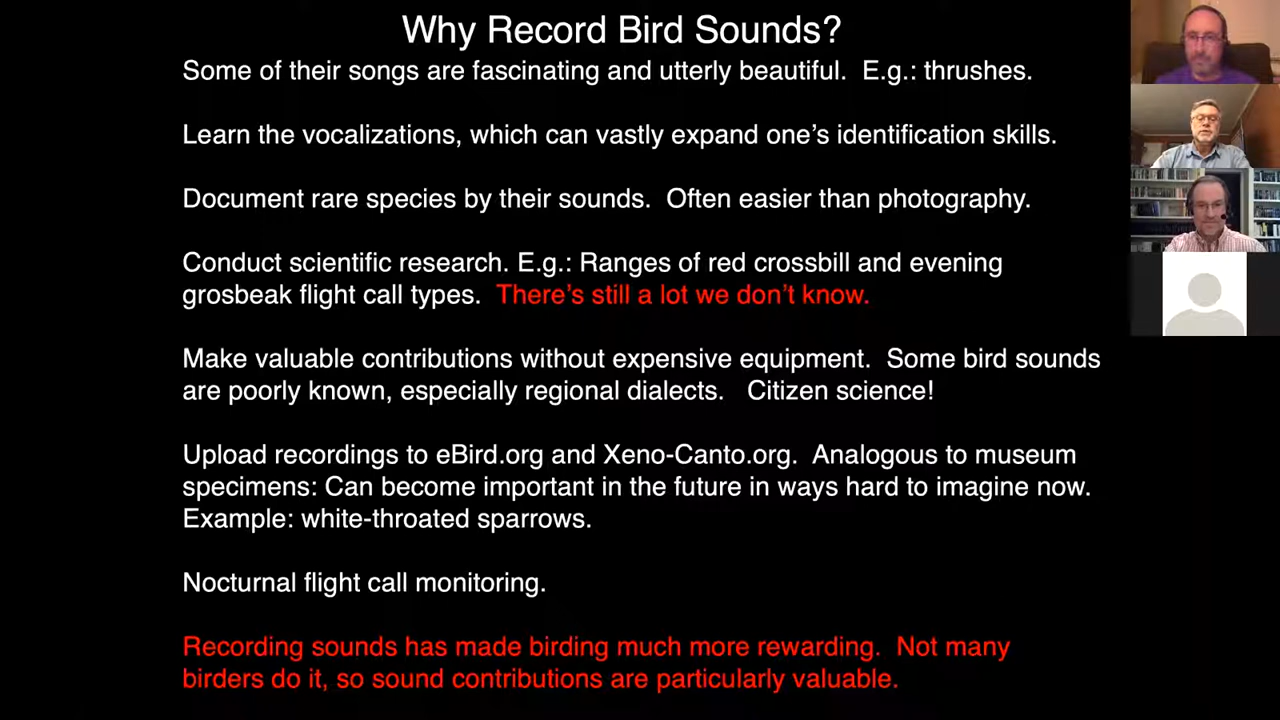 Why Record Bird Sounds?
Some of their songs are fascinating and utterly beautiful.  E.g.: thrushes.
Learn the vocalizations, which can vastly expand one’s identification skills.
Document rare species by their sounds.  Often easier than photography.
Conduct scientific research. E.g.: Ranges of red crossbill and evening
grosbeak flight call types.  There’s still a lot we don’t know.
Make valuable contributions without expensive equipment.  Some bird sounds
are poorly known, especially regional dialects.   Citizen science!
Upload recordings to eBird.org and Xeno-Canto.org.  Analogous to museum
specimens: Can become important in the future in ways hard to imagine now.
Example: white-throated sparrows.
Nocturnal flight call monitoring.
Recording sounds has made birding much more rewarding.  Not many
birders do it, so sound contributions are particularly valuable.